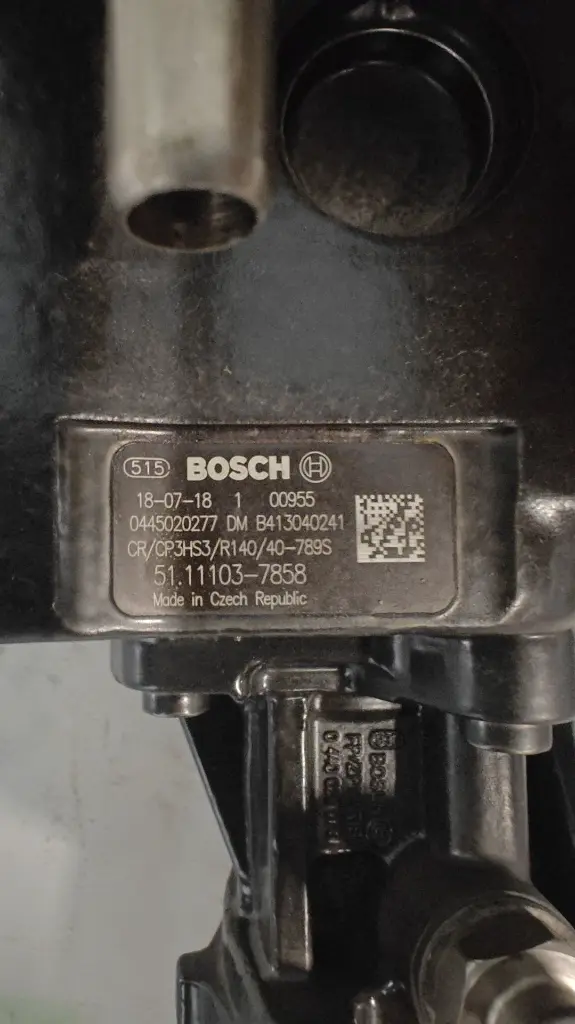 515 BOSCH
18-07-18 1 00955
0445020277 DM B413040241
CR/CP3HS3/R140/40-789S
51.11103-7858
Made in Czech Republic